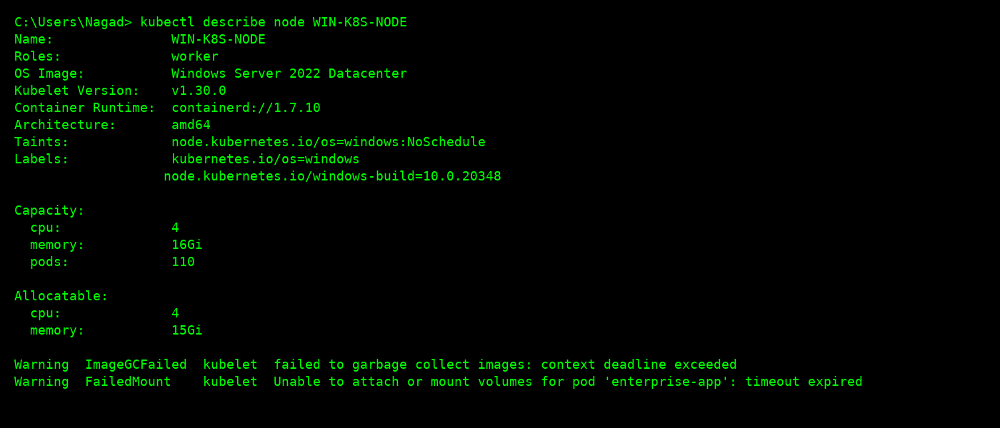 C:\Users\Nagad> kubectl describe node WIN-K8S-NODE
Name:               WIN-K8S-NODE
Roles:              worker
OS Image:           Windows Server 2022 Datacenter
Kubelet Version:    v1.30.0
Container Runtime:  containerd://1.7.10
Architecture:       amd64
Taints:             node.kubernetes.io/os=windows:NoSchedule
Labels:             kubernetes.io/os=windows
                   node.kubernetes.io/windows-build=10.0.20348

Capacity:
  cpu:              4
  memory:           16Gi
  pods:             110

Allocatable:
  cpu:              4
  memory:           15Gi

Warning  ImageGCFailed  kubelet  failed to garbage collect images: context deadline exceeded
Warning  FailedMount    kubelet  Unable to attach or mount volumes for pod 'enterprise-app': timeout expired